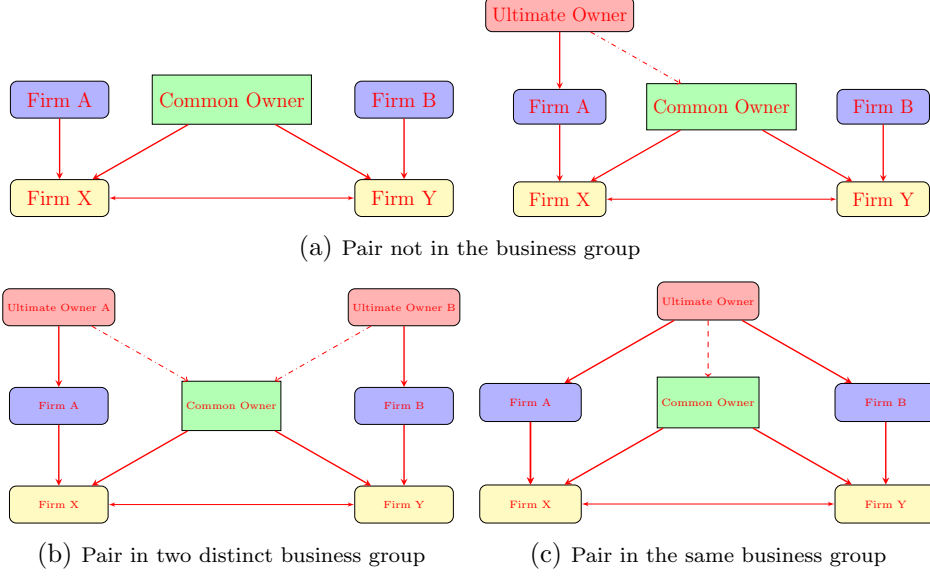 Ultimate Owner
Firm A
Common Owner
Firm B
Firm X
Firm Y
Firm A
Common Owner
Firm B
Firm X
Firm Y
(a) Pair not in the business group
Ultimate Owner A
Ultimate Owner B
Firm A
Common Owner
Firm B
Firm X
Firm Y
(b) Pair in two distinct business group
Ultimate Owner
Firm A
Common Owner
Firm B
Firm X
Firm Y
(c) Pair in the same business group